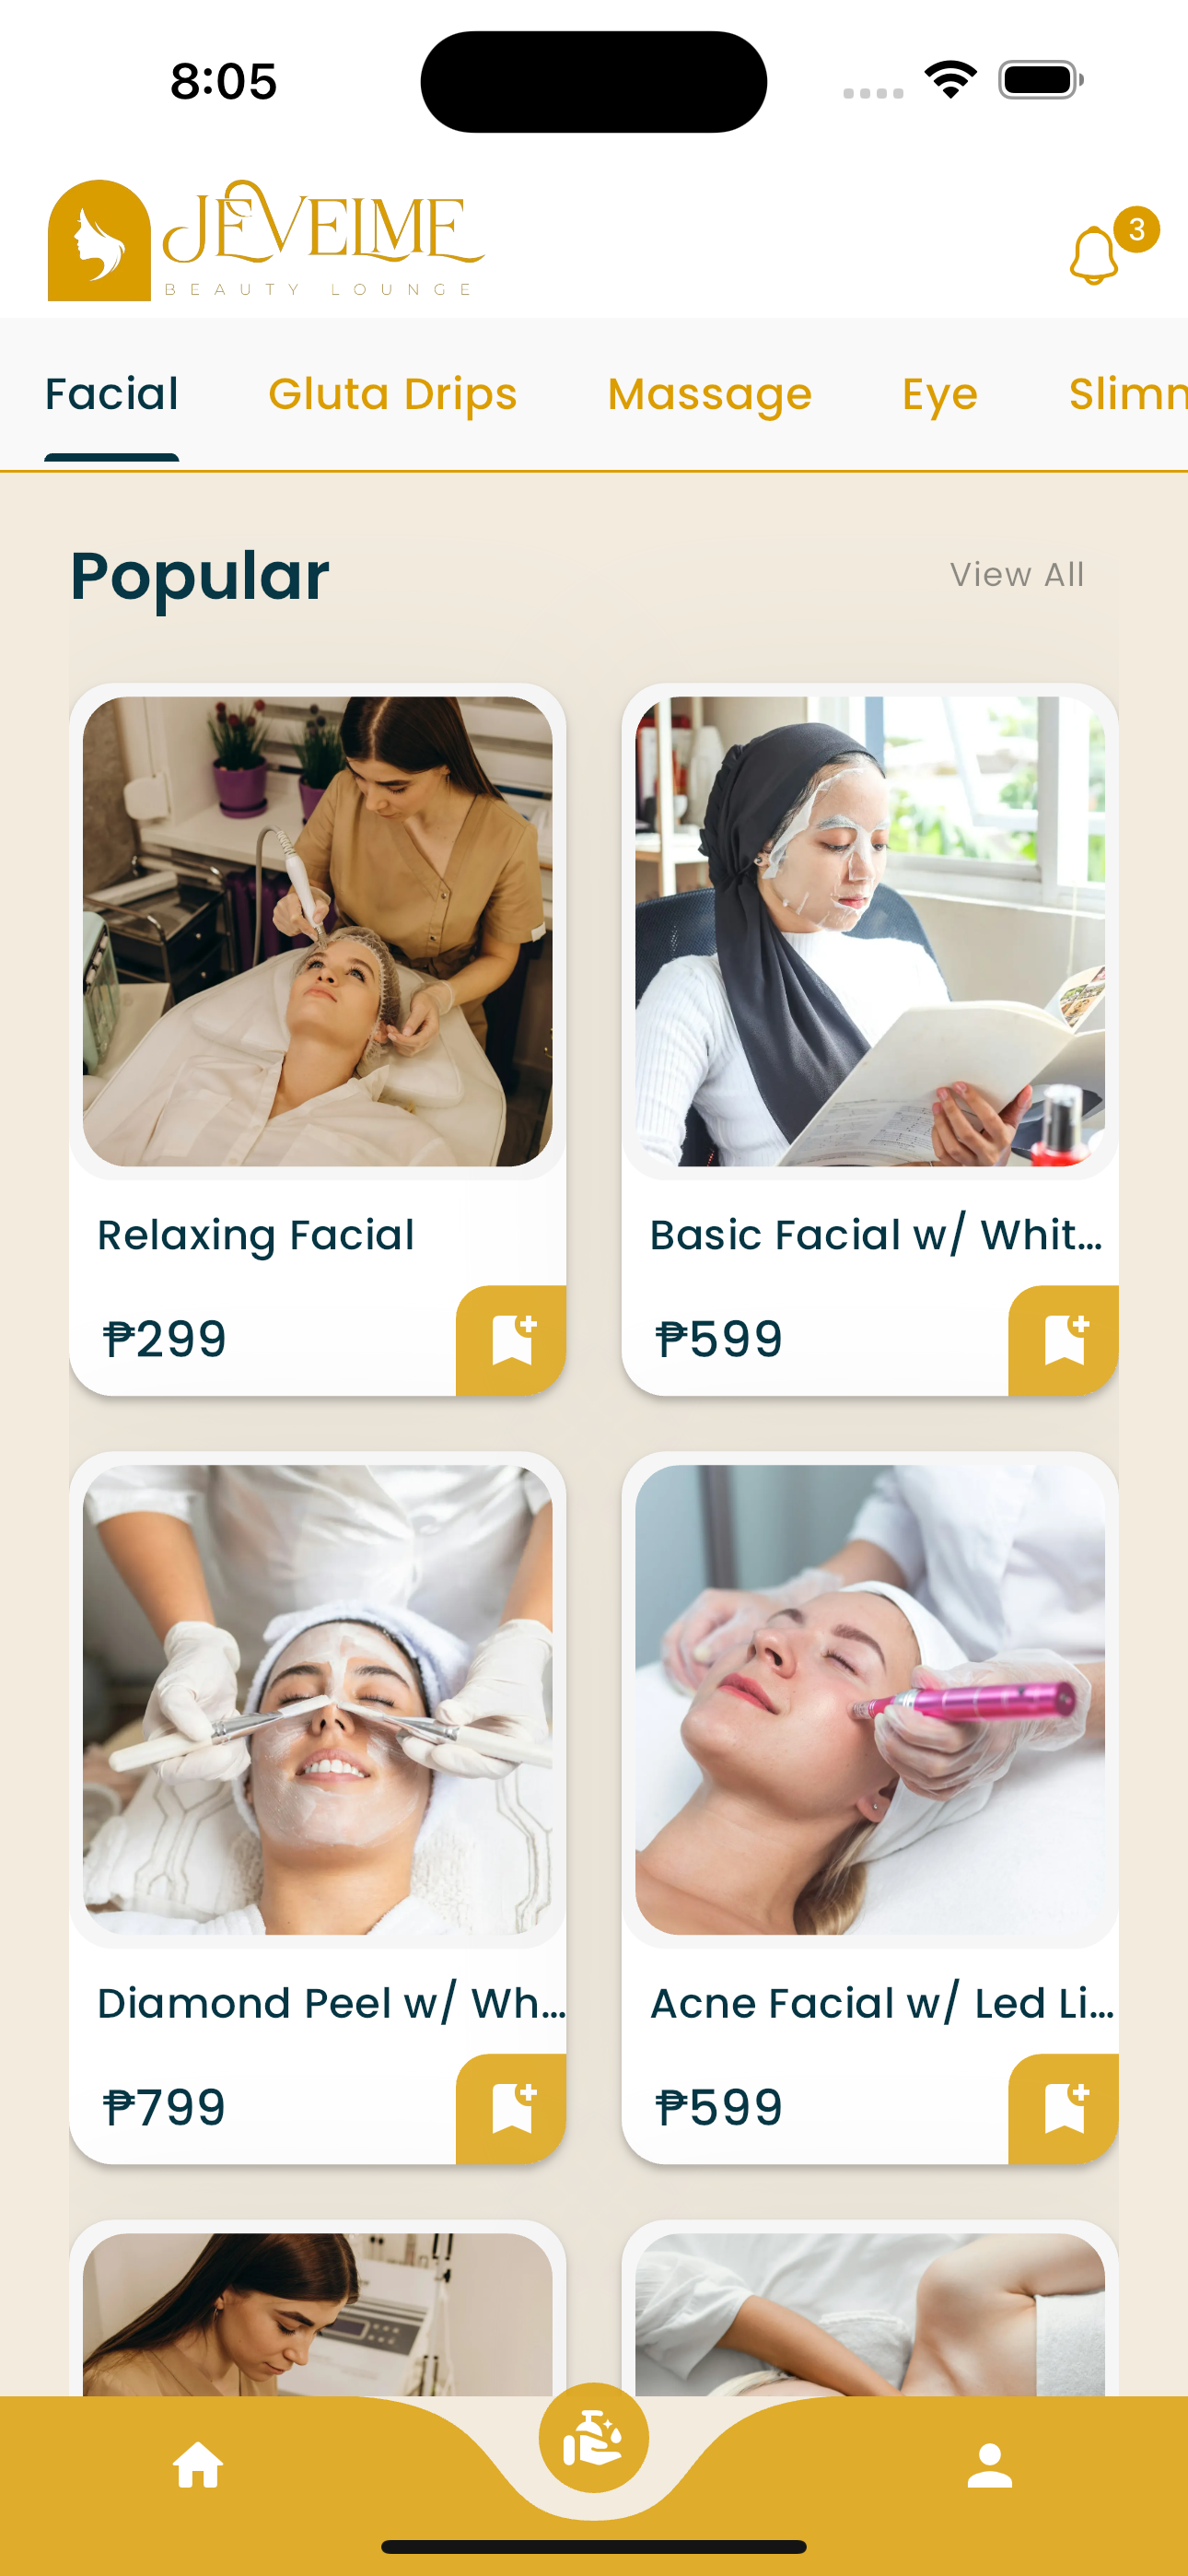 8:05
JEVEIME
BEAUTY LOUNGE
3
Facial Gluta Drips Massage Eye Slimn
Popular View All
Relaxing Facial
₱299
Basic Facial w/ Whit...
₱599
Diamond Peel w/ Wh...
₱799
Acne Facial w/ Led Li...
₱599